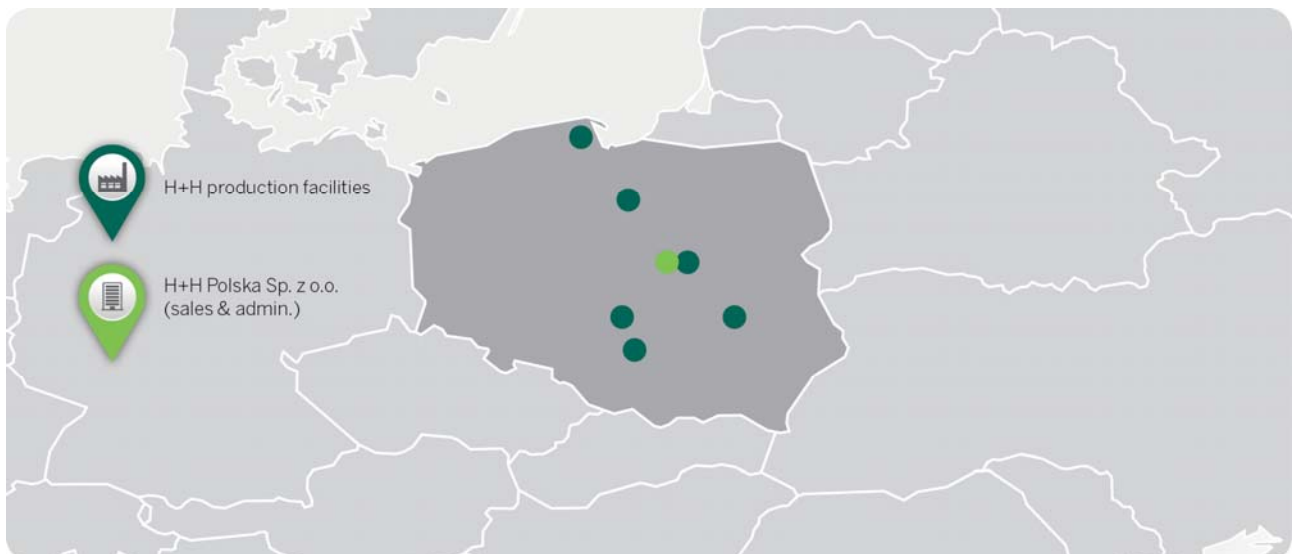 H+H production facilities
H+H Polska Sp. z o.o.
(sales & admin.)